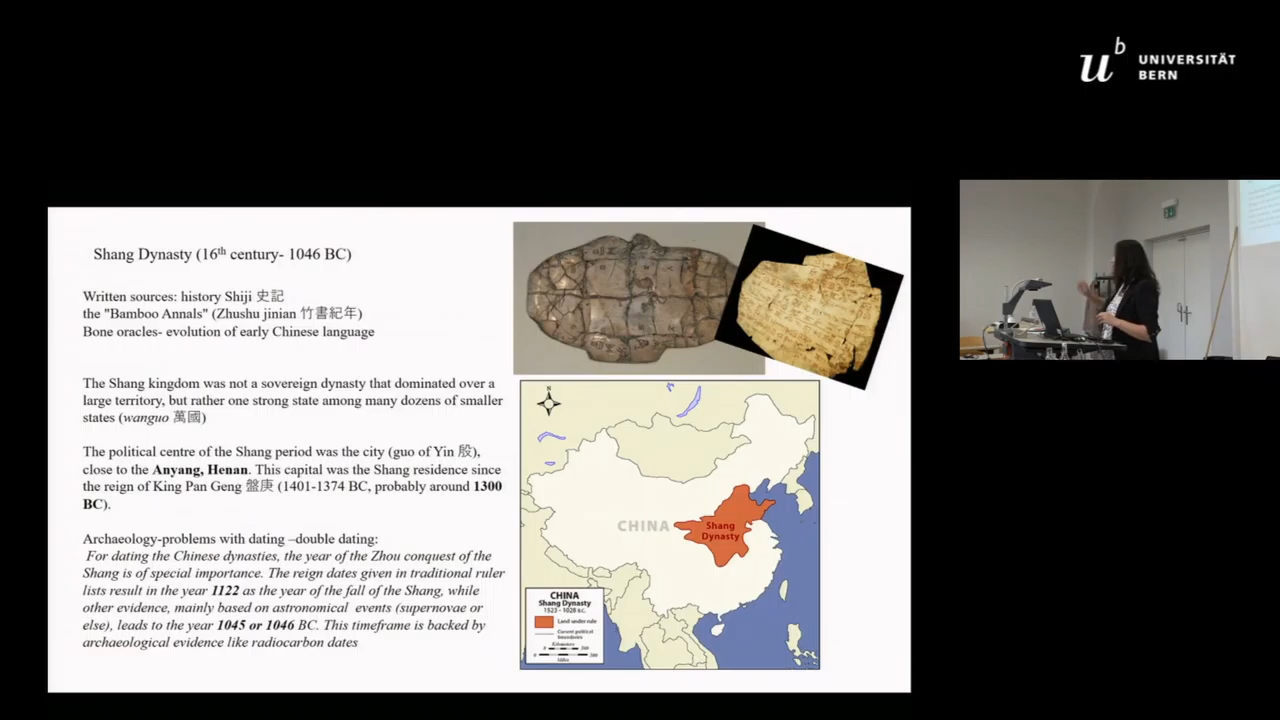 u b UNIVERSITÄT
BERN
Shang Dynasty (16th century- 1046 BC)
Written sources: history Shiji 史記
the "Bamboo Annals" (Zhushu jinian 竹書紀年)
Bone oracles- evolution of early Chinese language
The Shang kingdom was not a sovereign dynasty that dominated over a
large territory, but rather one strong state among many dozens of smaller
states (wanguo 萬國)
The political centre of the Shang period was the city (guo of Yin 殷),
close to the Anyang, Henan. This capital was the Shang residence since
the reign of King Pan Geng 盤庚 (1401-1374 BC, probably around 1300
BC).
Archaeology-problems with dating –double dating:
For dating the Chinese dynasties, the year of the Zhou conquest of the
Shang is of special importance. The reign dates given in traditional ruler
lists result in the year 1122 as the year of the fall of the Shang, while
other evidence, mainly based on astronomical events (supernovae or
else), leads to the year 1045 or 1046 BC. This timeframe is backed by
archaeological evidence like radiocarbon dates
N
CHINA
Shang
Dynasty
CHINA
Shang Dynasty
1523 - 1028 B.C.
Land under rule
Current political
boundaries
Kilometers
Miles